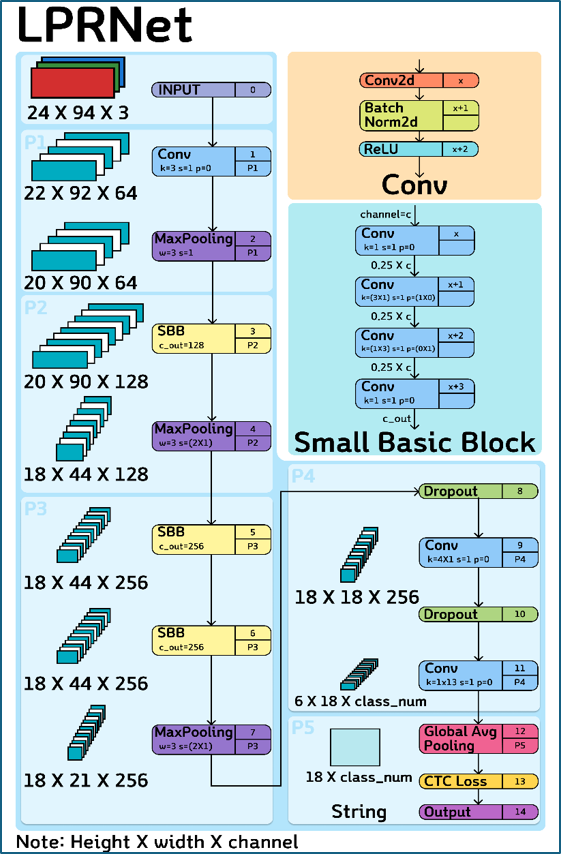 LPRNet
24 X 94 X 3
INPUT 0
P1
Conv 1
k=3 s=1 p=0 P1
22 X 92 X 64
MaxPooling 2
w=3 s=1 P1
20 X 90 X 64
P2
SBB 3
c_out=128 P2
20 X 90 X 128
MaxPooling 4
w=3 s=(2X1) P2
18 X 44 X 128
P3
SBB 5
c_out=256 P3
18 X 44 X 256
SBB 6
c_out=256 P3
18 X 44 X 256
MaxPooling 7
w=3 s=(2X1) P3
18 X 21 X 256
Conv2d x
Batch x+1
Norm2d
ReLU x+2
Conv
channel=c
Conv x
k=1 s=1 p=0
0.25 X c
Conv x+1
k=(3X1) s=1 p=(1X0)
0.25 X c
Conv x+2
k=(1X3) s=1 p=(0X1)
0.25 X c
Conv x+3
k=1 s=1 p=0
c_out
Small Basic Block
P4
Dropout 8
Conv 9
k=4X1 s=1 p=0 P4
18 X 18 X 256
Dropout 10
Conv 11
k=1x13 s=1 p=0 P4
6 X 18 X class_num
P5
Global Avg 12
Pooling P5
18 X class_num
CTC Loss 13
String
Output 14
Note: Height X width X channel